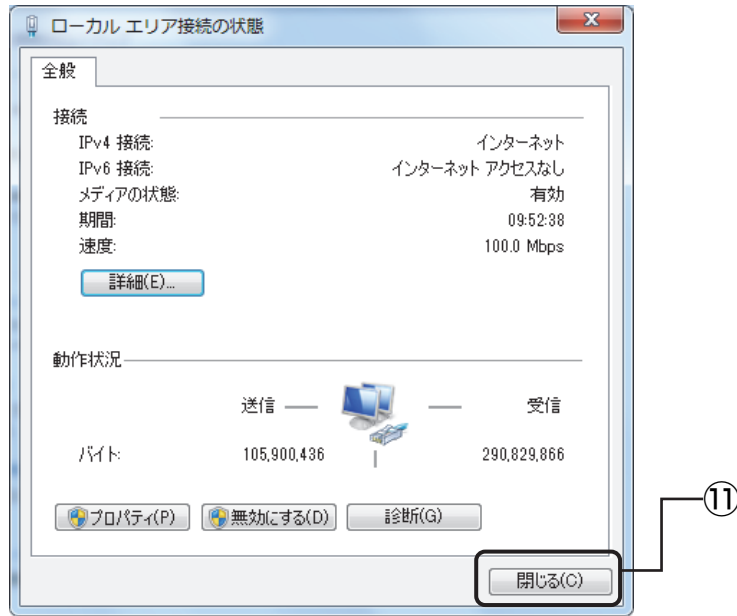 ローカル エリア接続の状態
全般
接続
IPv4 接続: インターネット
IPv6 接続: インターネット アクセスなし
メディアの状態: 有効
期間: 09:52:38
速度: 100.0 Mbps
詳細(E)...
動作状況
送信 受信
バイト: 105,900,436 290,829,866
プロパティ(P) 無効にする(D) 診断(G)
⑪
閉じる(C)